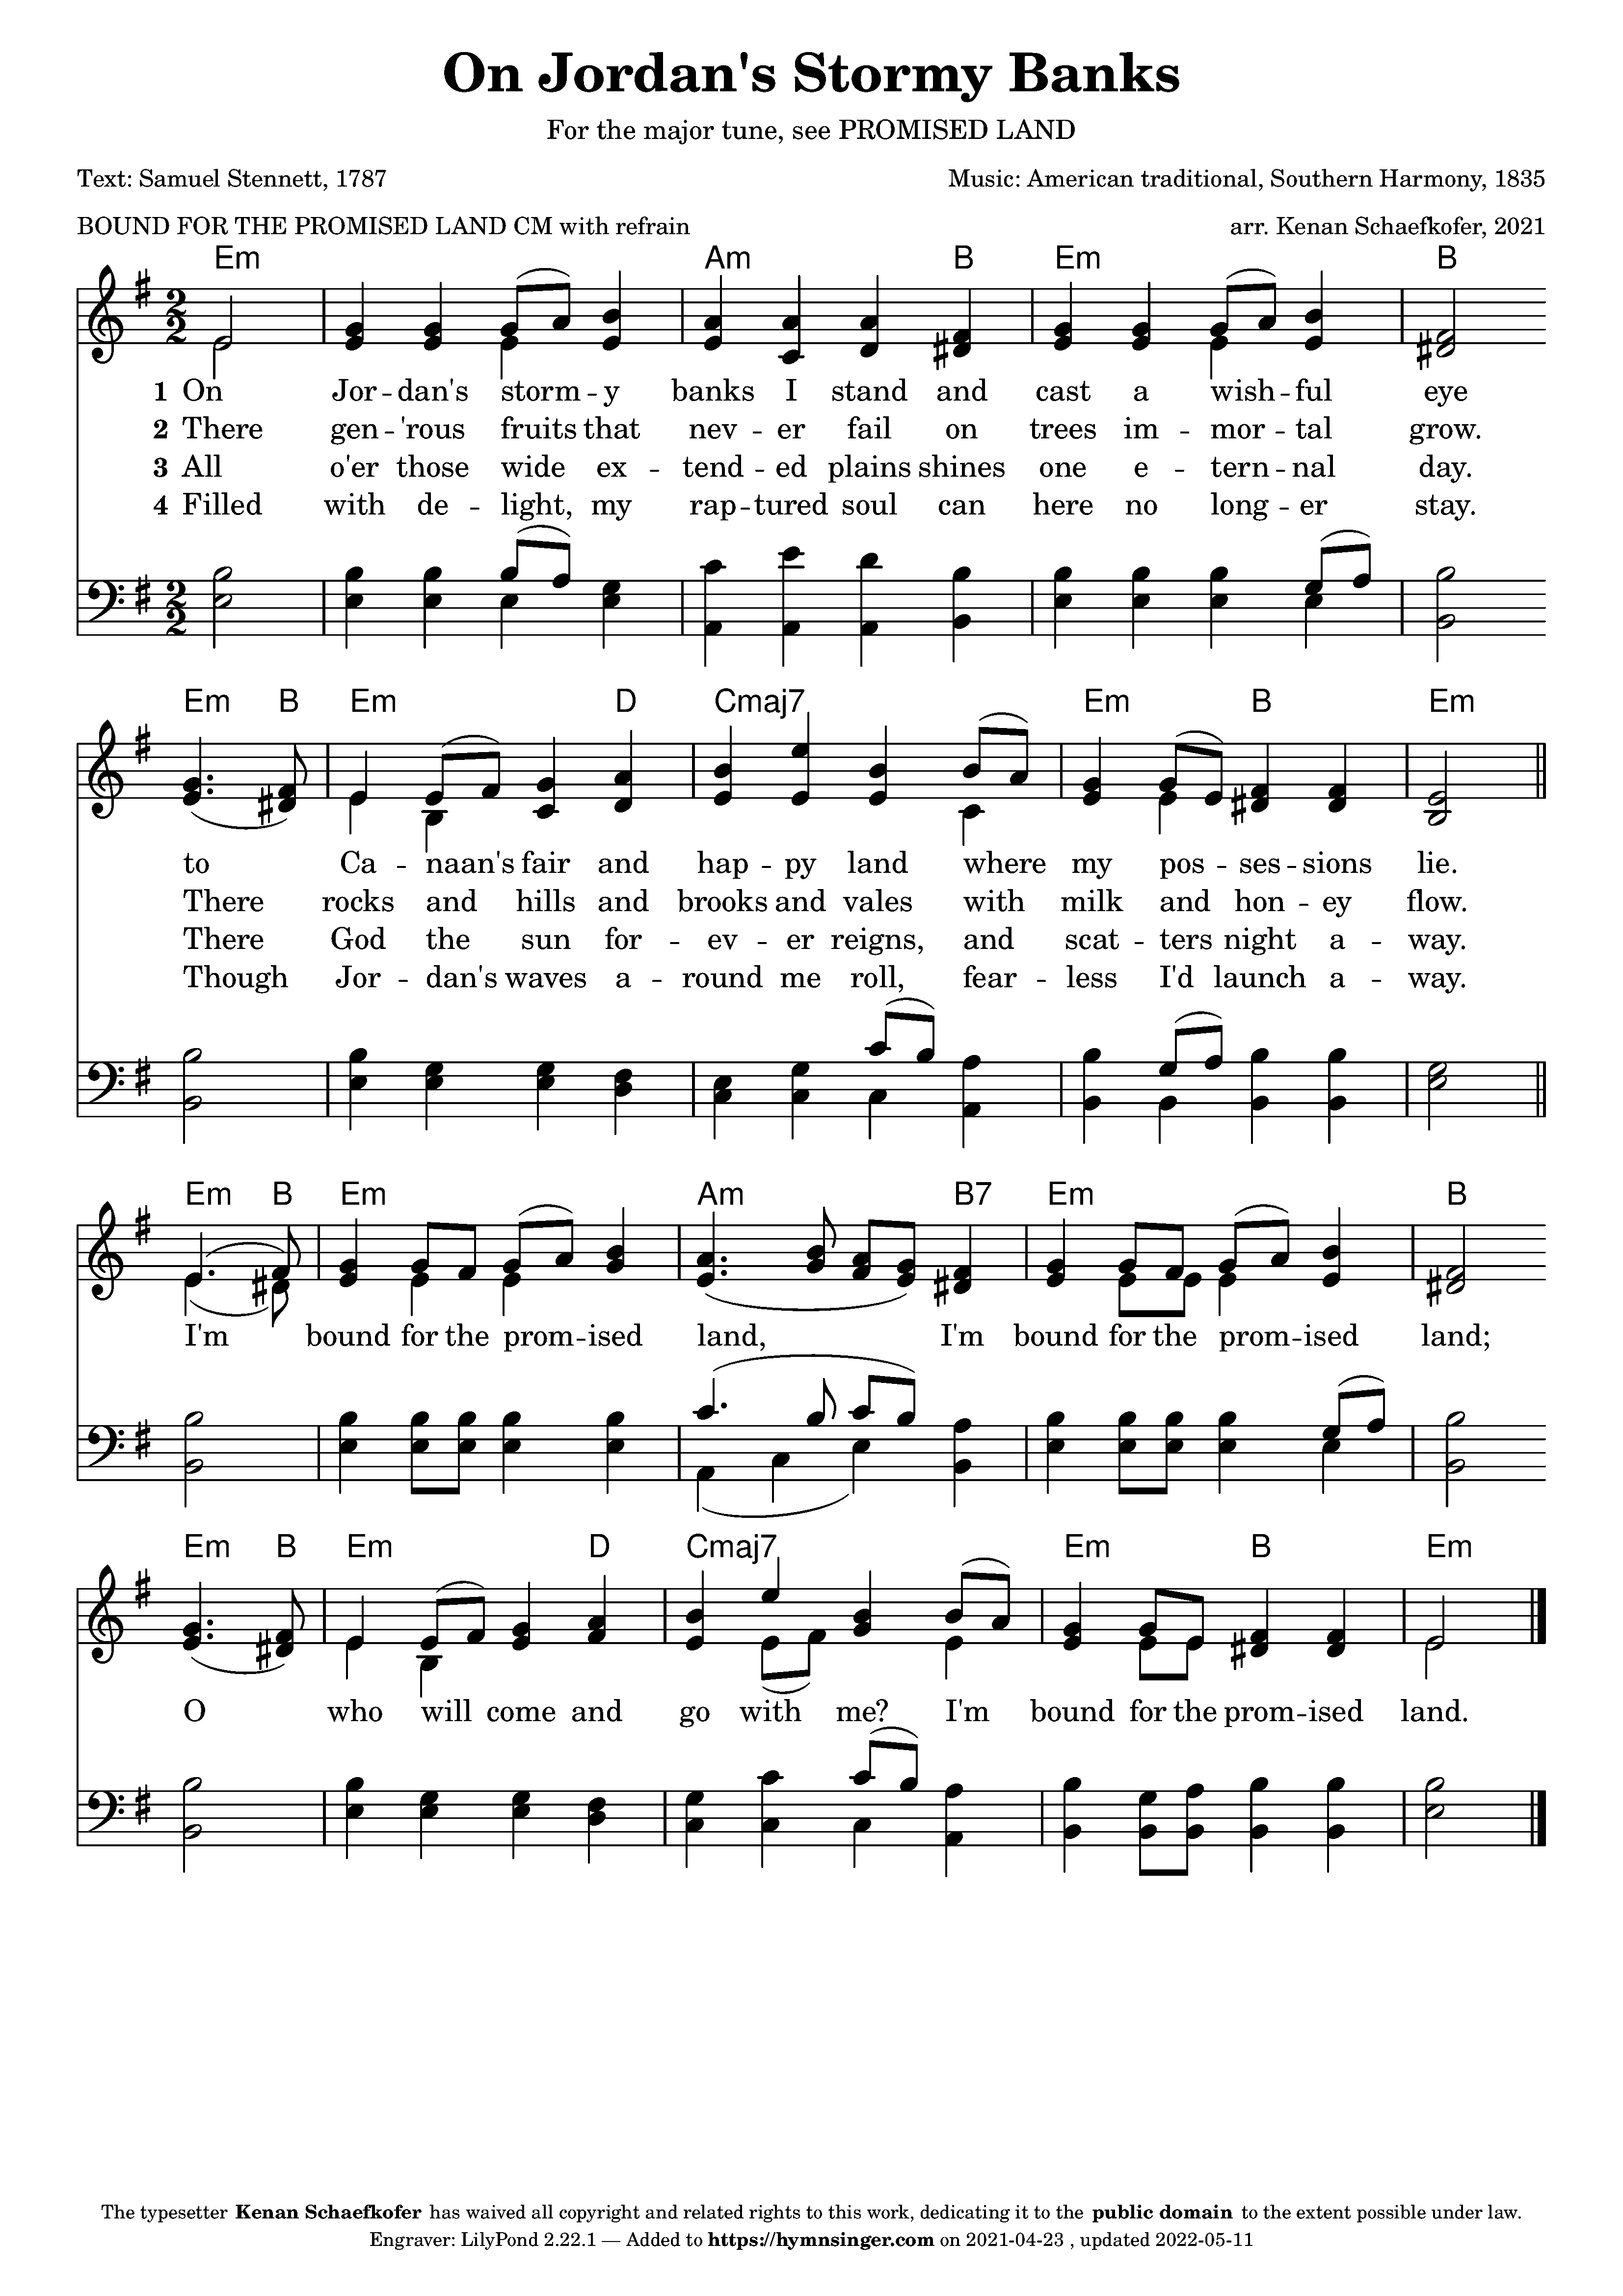 On Jordan's Stormy Banks
For the major tune, see PROMISED LAND
Text: Samuel Stennett, 1787
Music: American traditional, Southern Harmony, 1835
BOUND FOR THE PROMISED LAND CM with refrain
arr. Kenan Schaefkofer, 2021
Em Am B Em B
1 On Jor -- dan's storm -- y banks I stand and cast a wish -- ful eye
2 There gen -- 'rous fruits that nev -- er fail on trees im -- mor -- tal grow.
3 All o'er those wide ex -- tend -- ed plains shines one e -- tern -- nal day.
4 Filled with de -- light, my rap -- tured soul can here no long -- er stay.
Em B Em D Cmaj7 Em B Em
to Ca -- naan's fair and hap -- py land where my pos -- ses -- sions lie.
There rocks and hills and brooks and vales with milk and hon -- ey flow.
There God the sun for -- ev -- er reigns, and scat -- ters night a -- way.
Though Jor -- dan's waves a -- round me roll, fear -- less I'd launch a -- way.
Em B Em Am B7 Em B
I'm bound for the prom -- ised land, I'm bound for the prom -- ised land;
Em B Em D Cmaj7 Em B Em
O who will come and go with me? I'm bound for the prom -- ised land.
The typesetter Kenan Schaefkofer has waived all copyright and related rights to this work, dedicating it to the public domain to the extent possible under law.
Engraver: LilyPond 2.22.1 — Added to https://hymnsinger.com on 2021-04-23 , updated 2022-05-11